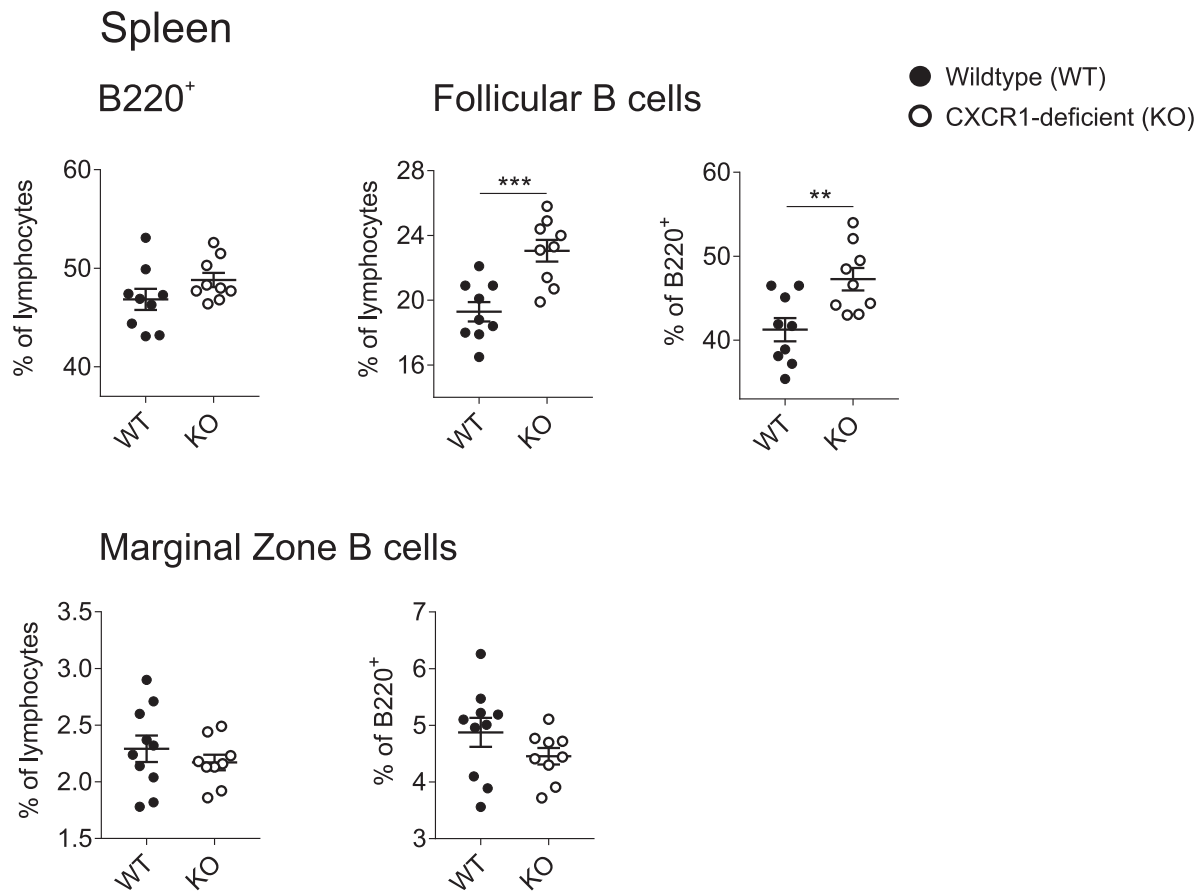 Spleen
B220+
Follicular B cells
Wildtype (WT)
CXCR1-deficient (KO)
% of lymphocytes
60
50
40
WT
KO
% of lymphocytes
28
24
20
16
***
WT
KO
% of B220+
60
50
40
**
WT
KO
Marginal Zone B cells
% of lymphocytes
3.5
3.0
2.5
2.0
1.5
WT
KO
% of B220+
7
6
5
4
3
WT
KO